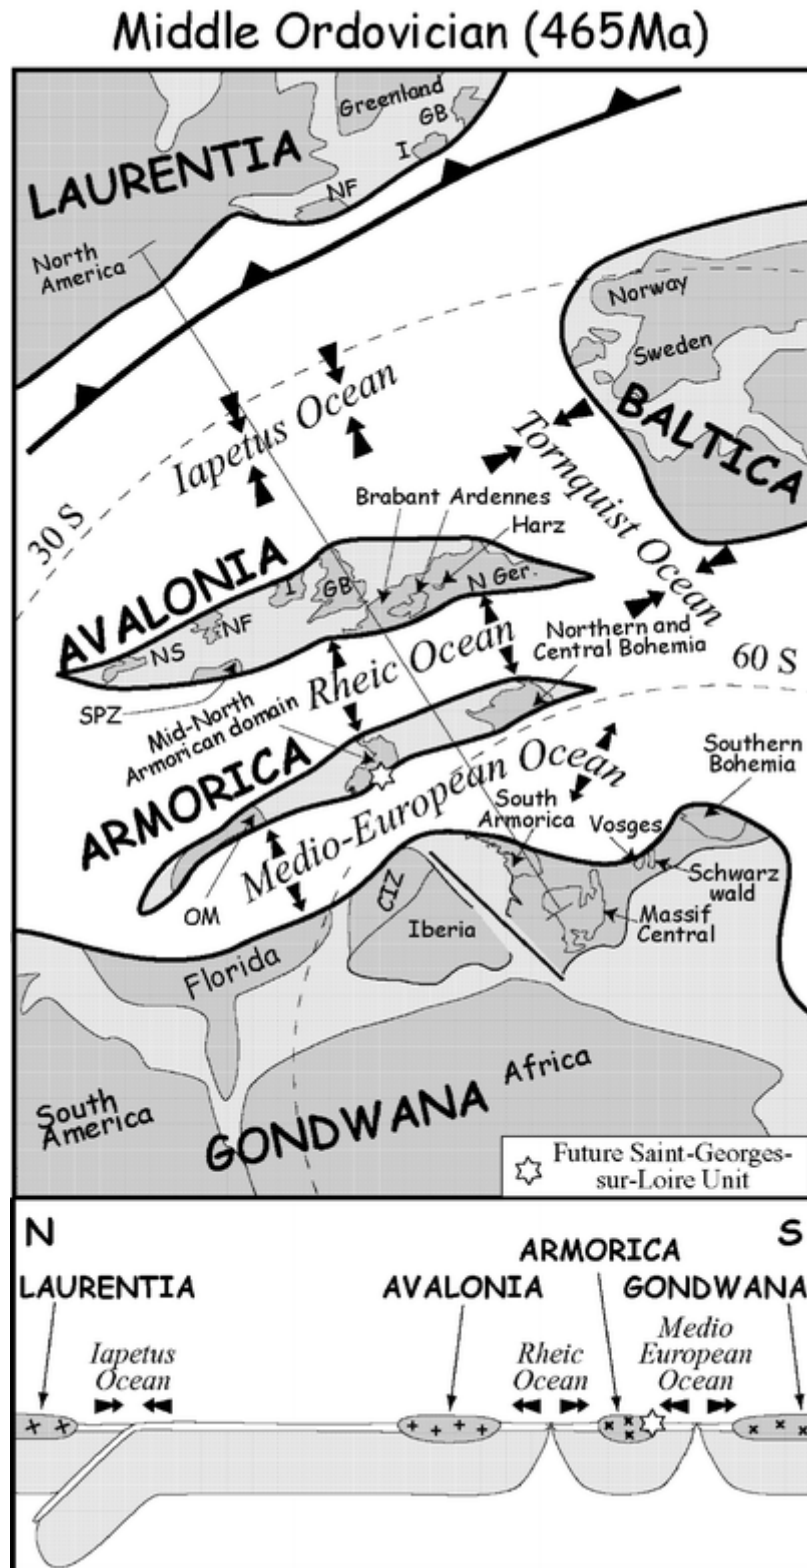 Middle Ordovician (465Ma)
Greenland
GB
I
LAURENTIA
NF
North
America
Norway
Sweden
BALTICA
Iapetus Ocean
Tornquist Ocean
30 S
Brabant Ardennes
Harz
AVALONIA
I
GB
N Ger.
NF
NS
SPZ
Rheic Ocean
Northern and
Central Bohemia
60 S
Mid-North
Armorican domain
ARMORICA
Medio-European Ocean
Southern
Bohemia
South
Armorica
Vosges
Schwarz
wald
OM
CIZ
Iberia
Massif
Central
Florida
Africa
South
America
GONDWANA
Future Saint-Georges-
sur-Loire Unit
N
S
ARMORICA
LAURENTIA
AVALONIA
GONDWANA
Iapetus
Ocean
Rheic
Ocean
Medio
European
Ocean